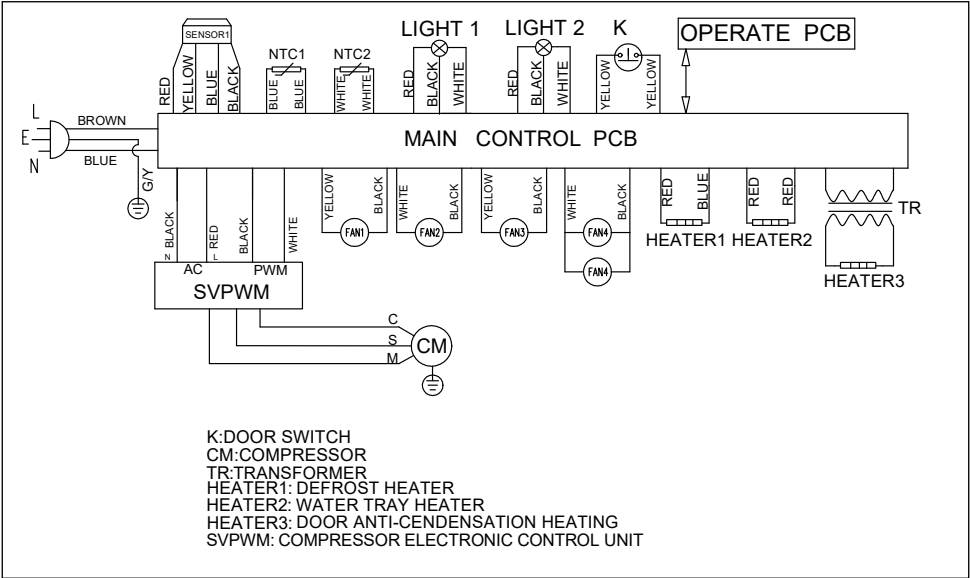 SENSOR1
NTC1
NTC2
LIGHT 1
LIGHT 2
K
OPERATE PCB
RED
YELLOW
BLUE
BLACK
BLUE
BLUE
WHITE
WHITE
RED
BLACK
WHITE
RED
BLACK
WHITE
YELLOW
YELLOW
L
BROWN
E
N
BLUE
G/Y
MAIN CONTROL PCB
BLACK
RED
BLACK
WHITE
YELLOW
BLACK
WHITE
BLACK
YELLOW
BLACK
WHITE
BLACK
RED
BLUE
RED
RED
FAN1
FAN2
FAN3
FAN4
FAN4
HEATER1
HEATER2
TR
HEATER3
N
L
AC
PWM
SVPWM
C
S
M
CM
K:DOOR SWITCH
CM:COMPRESSOR
TR:TRANSFORMER
HEATER1: DEFROST HEATER
HEATER2: WATER TRAY HEATER
HEATER3: DOOR ANTI-CENDENSATION HEATING
SVPWM: COMPRESSOR ELECTRONIC CONTROL UNIT